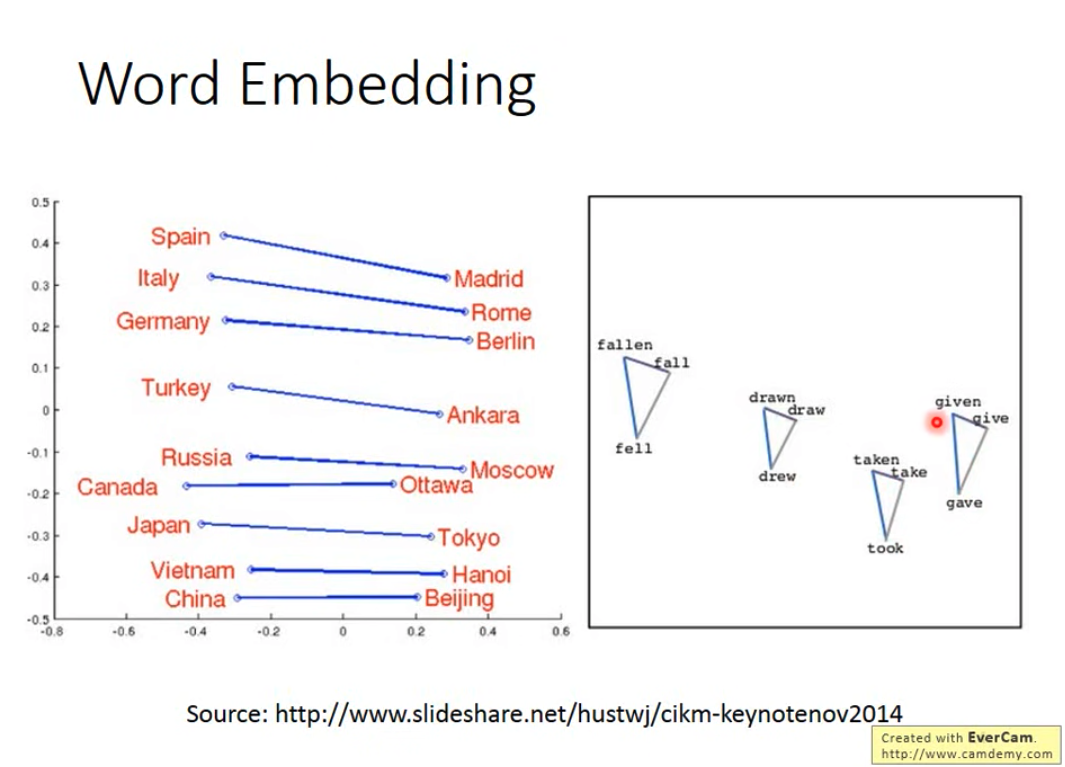 Word Embedding
0.5
0.4
0.3
0.2
0.1
0
-0.1
-0.2
-0.3
-0.4
-0.5
-0.8 -0.6 -0.4 -0.2 0 0.2 0.4 0.6
Spain Madrid
Italy Rome
Germany Berlin
Turkey Ankara
Russia Moscow
Canada Ottawa
Japan Tokyo
Vietnam Hanoi
China Beijing
fallen
fall
fell
drawn
draw
drew
taken
take
took
given
give
gave
Source: http://www.slideshare.net/hustwj/cikm-keynotenov2014
Created with EverCam.
http://www.camdemy.com